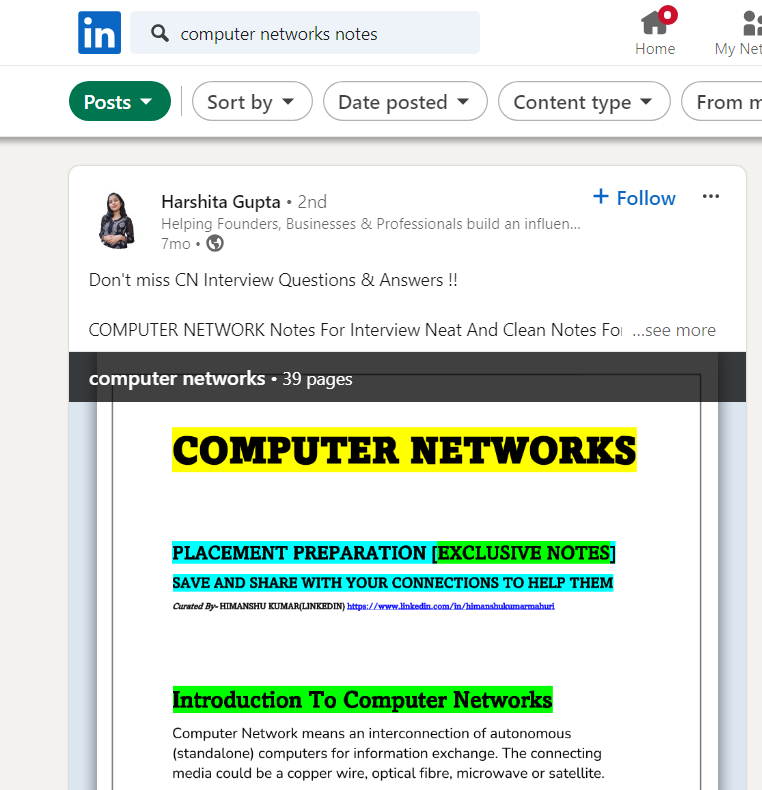 in
computer networks notes
Home
My Net
Posts
Sort by
Date posted
Content type
From m
Harshita Gupta • 2nd
+ Follow
Helping Founders, Businesses & Professionals build an influen...
7mo •
Don't miss CN Interview Questions & Answers !!
COMPUTER NETWORK Notes For Interview Neat And Clean Notes For ...see more
computer networks • 39 pages
COMPUTER NETWORKS
PLACEMENT PREPARATION [EXCLUSIVE NOTES]
SAVE AND SHARE WITH YOUR CONNECTIONS TO HELP THEM
Curated By- HIMANSHU KUMAR(LINKEDIN) https://www.linkedin.com/in/himanshukumarmahuri
Introduction To Computer Networks
Computer Network means an interconnection of autonomous
(standalone) computers for information exchange. The connecting
media could be a copper wire, optical fibre, microwave or satellite.